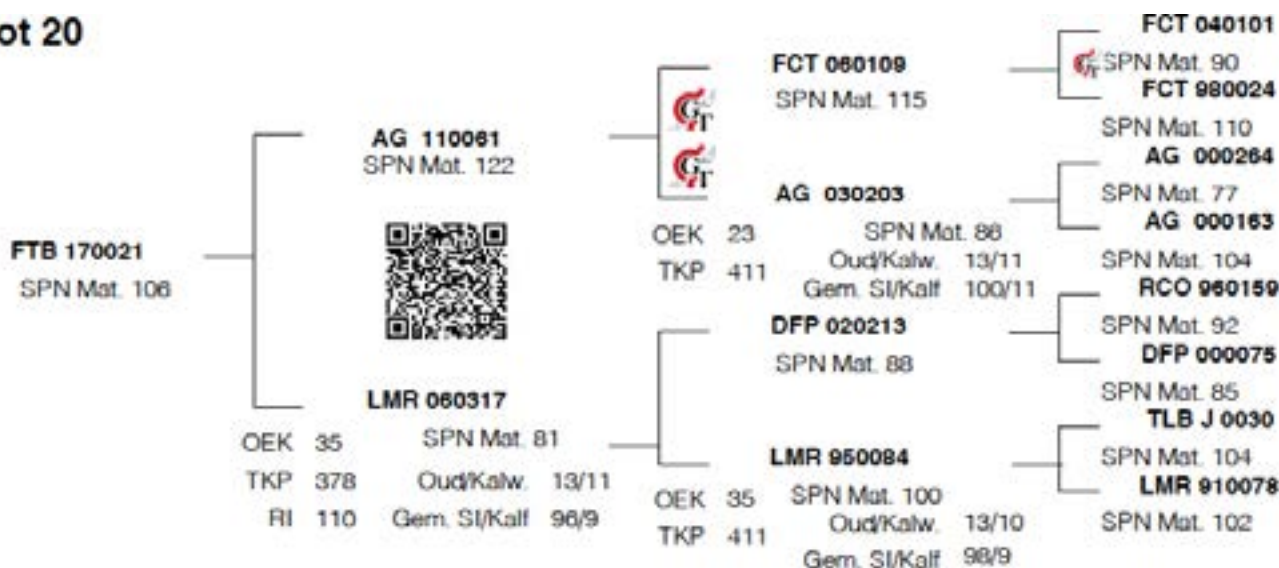 ot 20
FCT 040101
SPN Mat. 90
FCT 060109
SPN Mat. 115
FCT 980024
SPN Mat. 110
AG 110061
SPN Mat. 122
GT
GT
GT
AG 000264
SPN Mat. 77
AG 030203
SPN Mat. 86
AG 000163
SPN Mat. 104
OEK 23
TKP 411
Oud/Kalw. 13/11
Gem. SI/Kalf 100/11
FTB 170021
SPN Mat. 106
RCO 960159
SPN Mat. 92
DFP 020213
SPN Mat. 88
DFP 000075
SPN Mat. 85
LMR 060317
SPN Mat. 81
OEK 35
TKP 378
Oud/Kalw. 13/11
RI 110
Gem. SI/Kalf 96/9
TLB J 0030
SPN Mat. 104
LMR 950084
SPN Mat. 100
LMR 910078
SPN Mat. 102
OEK 35
TKP 411
Oud/Kalw. 13/10
Gem. SI/Kalf 98/9